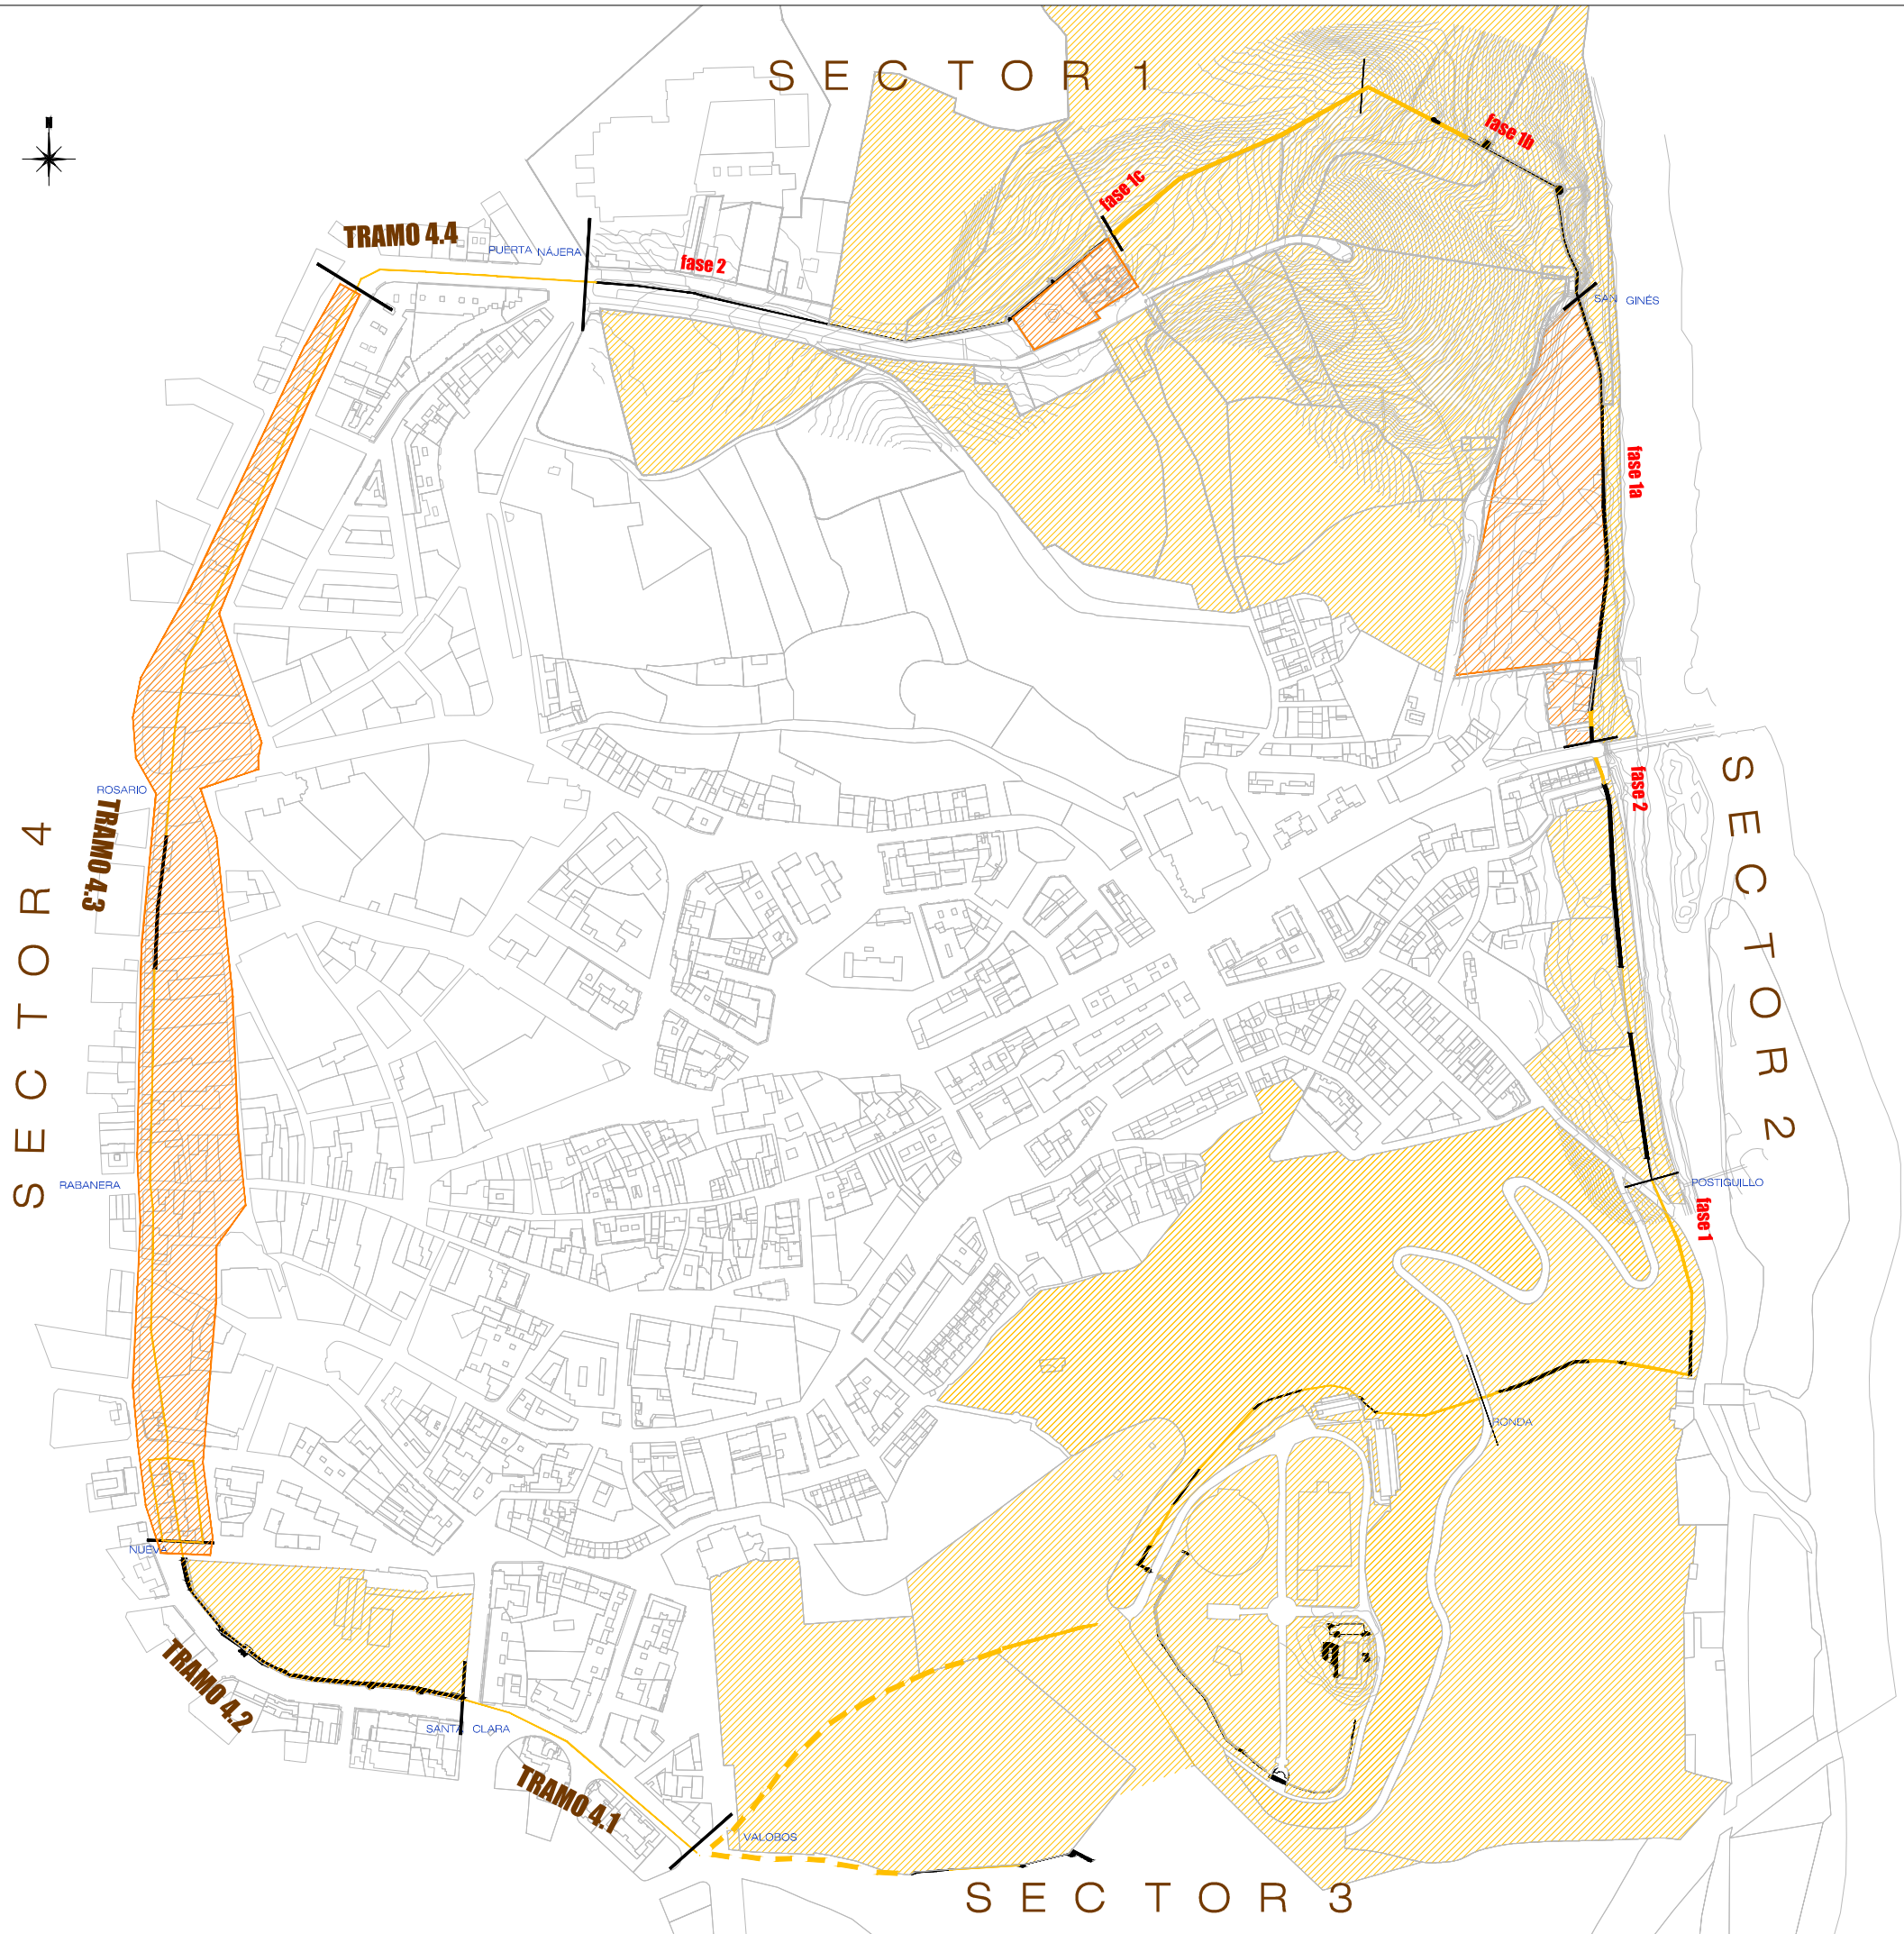 SECTOR 1
fase 1b
fase 1c
TRAMO 4.4
PUERTA NÁJERA
fase 2
SAN GINÉS
fase 1a
SECTOR 2
fase 2
ROSARIO
TRAMO 4.3
SECTOR 4
RABANERA
POSTIGUILLO
fase 1
RONDA
NUEVA
TRAMO 4.2
SANTA CLARA
TRAMO 4.1
VALOBOS
SECTOR 3